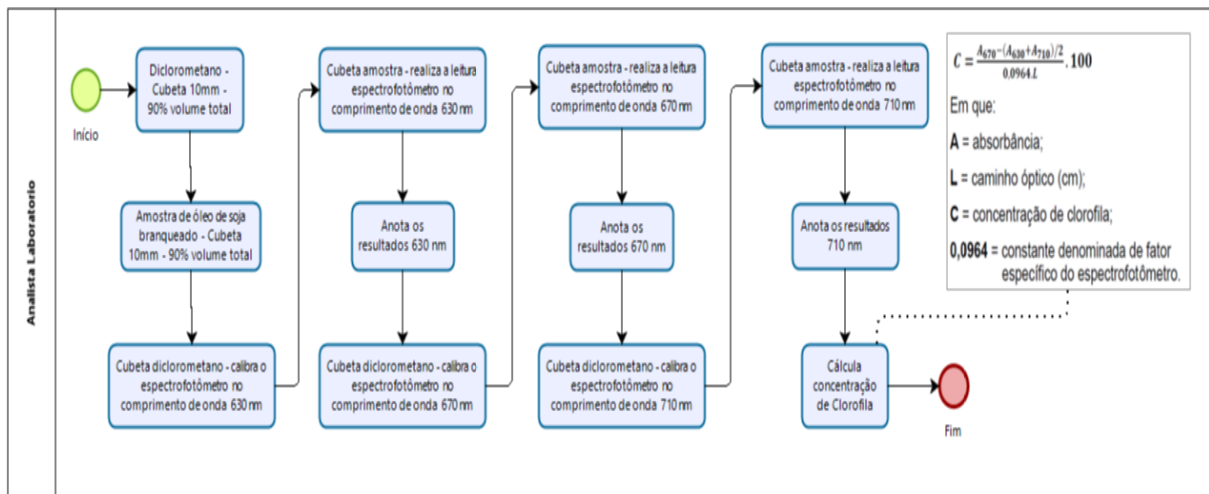 Analista Laboratorio
Início
Diclorometano -
Cubeta 10mm -
90% volume total
Amostra de óleo de soja
branqueado - Cubeta
10mm - 90% volume total
Cubeta diclorometano - calibra o
espectrofotômetro no
comprimento de onda 630 nm
Cubeta amostra - realiza a leitura
espectrofotômetro no
comprimento de onda 630 nm
Anota os
resultados 630 nm
Cubeta diclorometano - calibra o
espectrofotômetro no
comprimento de onda 670 nm
Cubeta amostra - realiza a leitura
espectrofotômetro no
comprimento de onda 670 nm
Anota os
resultados 670 nm
Cubeta diclorometano - calibra o
espectrofotômetro no
comprimento de onda 710 nm
Cubeta amostra - realiza a leitura
espectrofotômetro no
comprimento de onda 710 nm
Anota os resultados
710 nm
Cálcula
concentração
de Clorofila
Fim
C = (A₆₇₀−(A₆₃₀+A₇₁₀)/2)/(0,0964.L) . 100
Em que:
A = absorbância;
L = caminho óptico (cm);
C = concentração de clorofila;
0,0964 = constante denominada de fator
específico do espectrofotômetro.